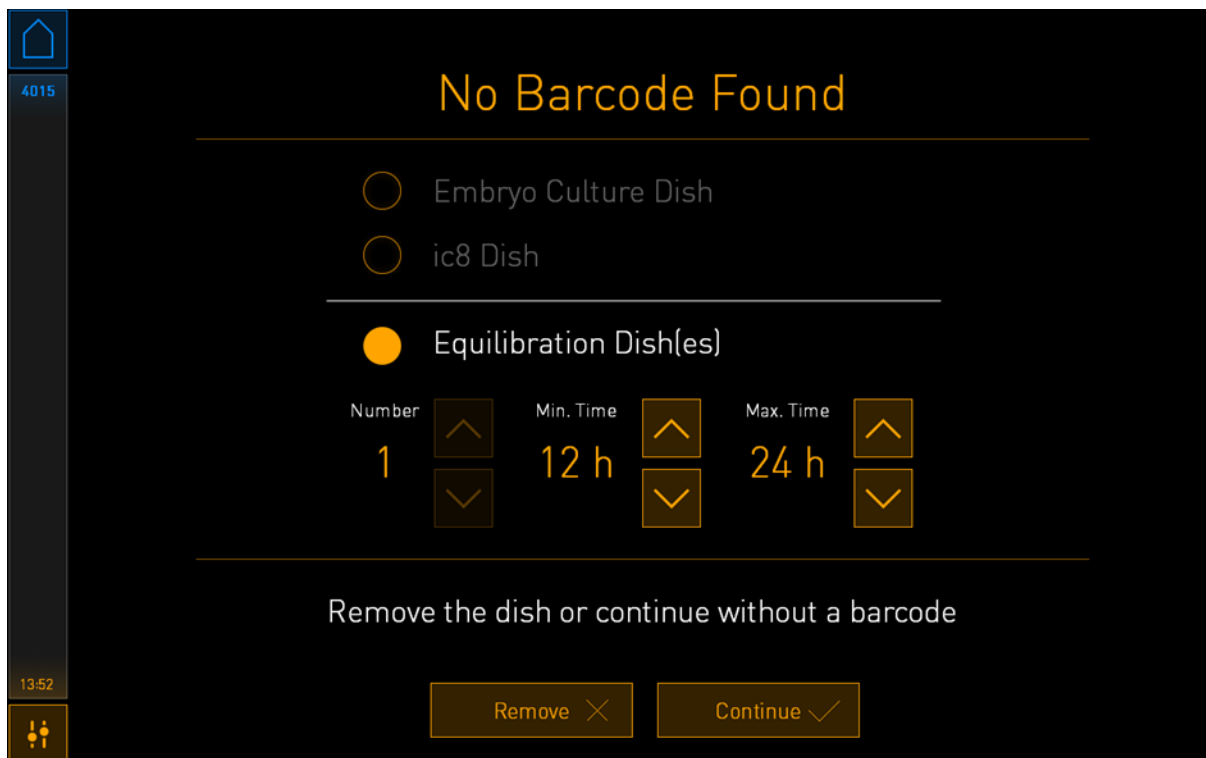 4015
No Barcode Found
Embryo Culture Dish
ic8 Dish
Equilibration Dish(es)
Number Min. Time Max. Time
1 12 h 24 h
Remove the dish or continue without a barcode
13:52
Remove Continue